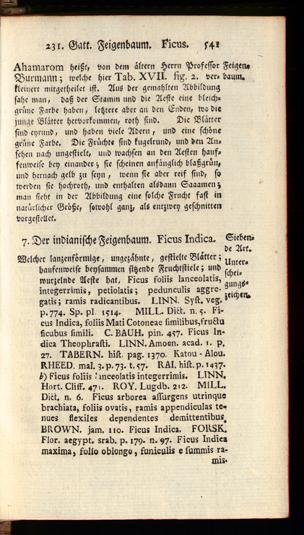 231. Gatt. Feigenbaum. Ficus. 541
Ahamarom heißt, von dem ältern Herrn Professor Feigen-
Burmann; welche hier Tab. XVII. fig. 2. ver- baum.
kleinert mitgetheilet ist. Aus der gemahlten Abbildung
sahe man, daß der Stamm und die Aeste eine bleich-
grüne Farbe haben, letztere aber an den Enden, wo die
junge Blätter hervorkommen, roth sind. Die Blätter
sind eyrund, und haben viele Adern, und eine schöne
grüne Farbe. Die Früchte sind kugelrund, und den An-
sehen nach ungestielt, und wachsen an den Aesten hauf-
fenweise bey einander; sie scheinen anfänglich blaßgrün,
und hernach gelb zu seyn, wenn sie aber reif sind, so
werden sie hochroth, und enthalten alsdann Saaamen;
man sieht in der Abbildung eine solche Frucht fast in
natürlicher Größe, sowohl ganz, als entzwey geschnitten
vorgestellet.
7. Der indianische Feigenbaum. Ficus Indica. Sieben-
de Art.
Welcher lanzenförmige, ungezähnte, gestielte Blätter; Unter-
haufenweise beysammen sitzende Fruchtstiele; und schei-
wurzelnde Aeste hat, Ficus foliis lanceolatis, gungs-
integerrimis, petiolatis; pedunculis aggre- zeichen.
gatis; ramis radicantibus. LINN. Syst. veg.
p. 774. Sp. pl. 1514. MILL. Dict. n. 5. Fi-
cus Indica, foliis Mali Cotoneae similibus, fructu
ficubus simili. C. BAUH. pin. 457. Ficus In-
dica Theophrasti. LINN. Amoen. acad. 1. p.
27. TABERN. hist. pag. 1370. Katou-Alou.
RHEED. mal. 3. p. 73. t. 57. RAI. hist. p. 1437.
b) Ficus foliis lanceolatis integerrimis. LINN.
Hort. Cliff. 471. ROY. Lugdb. 212. MILL.
Dict. n. 6. Ficus arborea assurgens utrinque
brachiata, foliis ovatis, ramis appendiculas te-
nues flexiles dependentes demittentibus.
BROWN. jam. 110. Ficus Indica. FORSK.
Flor. aegypt. srab. p. 179. n. 97. Ficus Indica
maxima, folio oblongo, funiculis e summis ra-
mis-